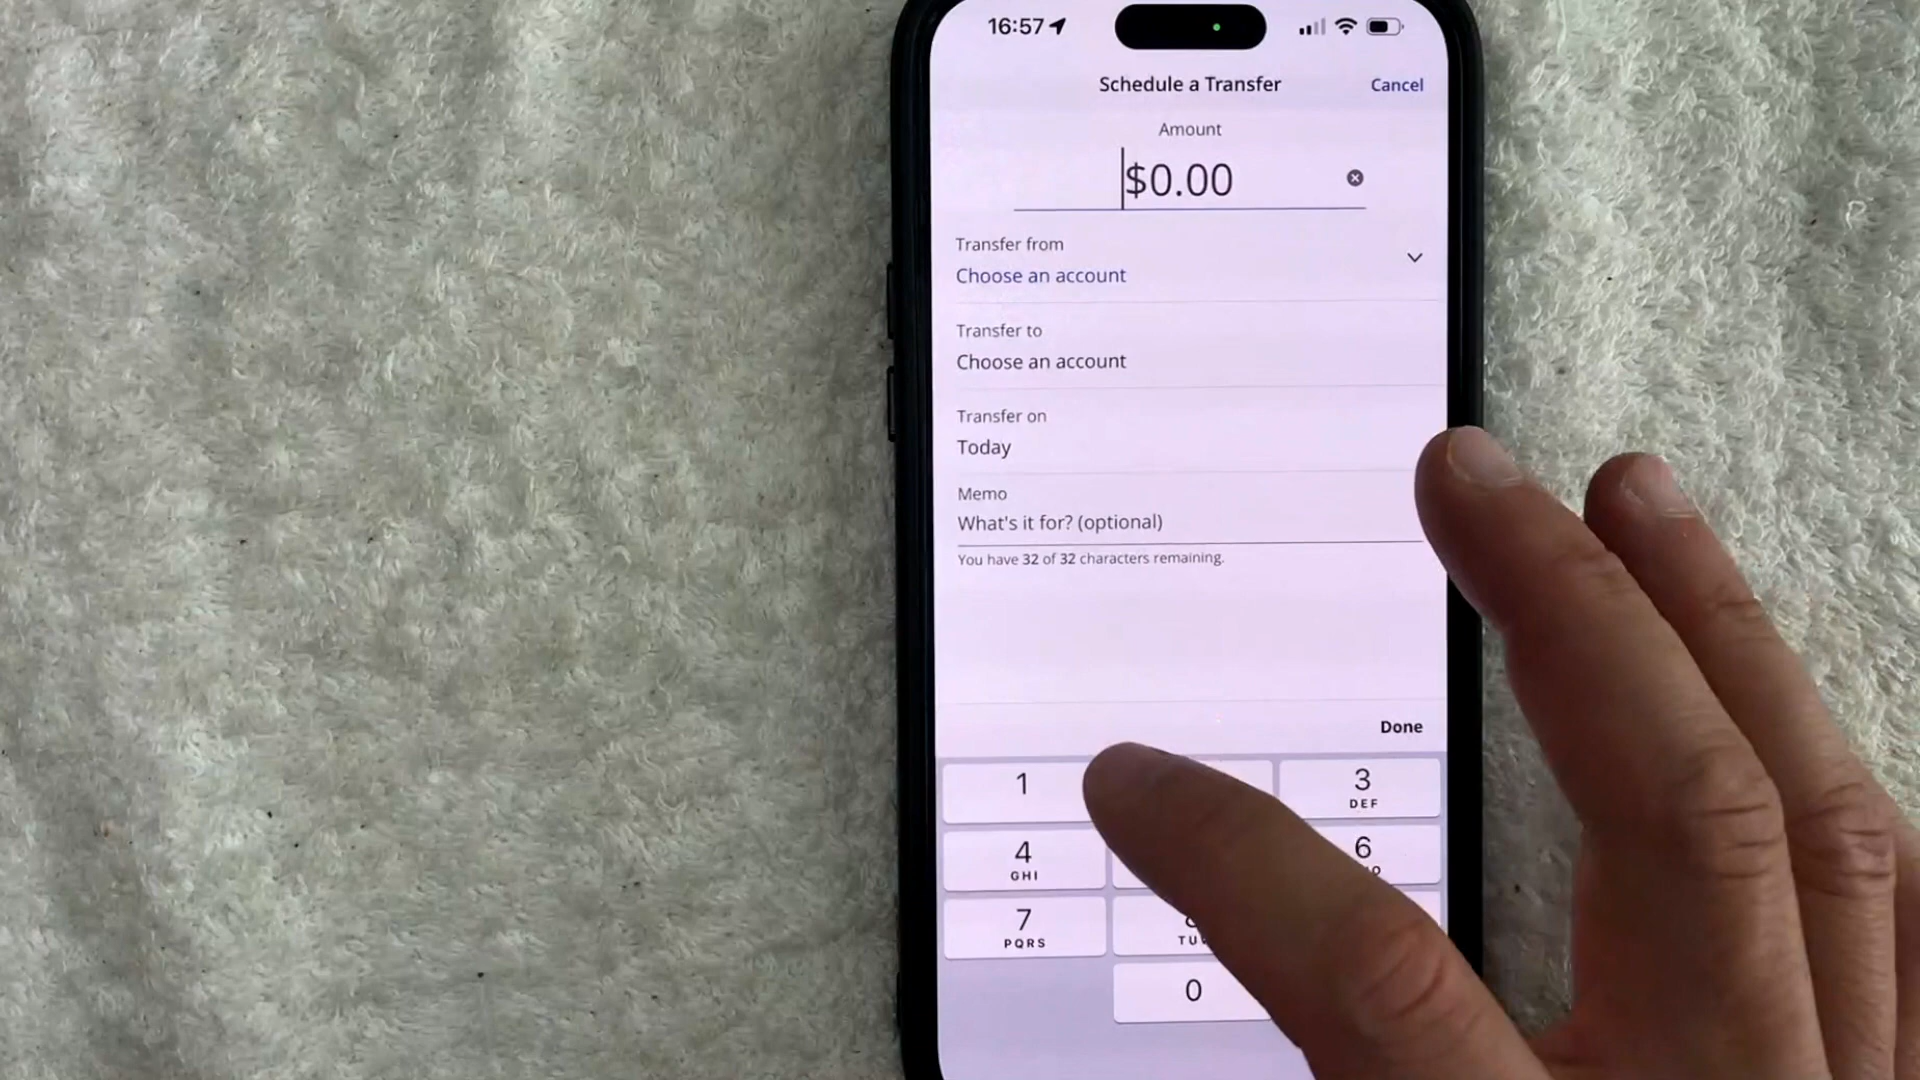 16:57
Schedule a Transfer Cancel
Amount
$0.00
Transfer from
Choose an account
Transfer to
Choose an account
Transfer on
Today
Memo
What's it for? (optional)
You have 32 of 32 characters remaining.
Done
1 3
DEF
4 6
GHI
7
PQRS
0